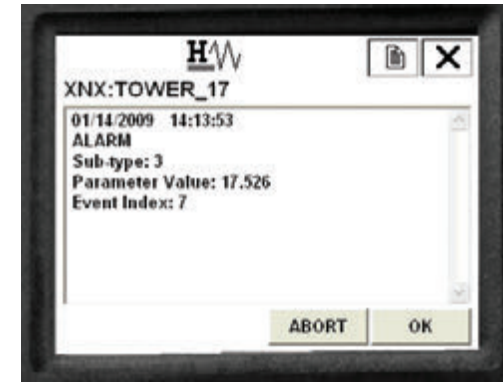 H
XNX:TOWER_17
01/14/2009 14:13:53
ALARM
Sub-type: 3
Parameter Value: 17.526
Event Index: 7
ABORT OK